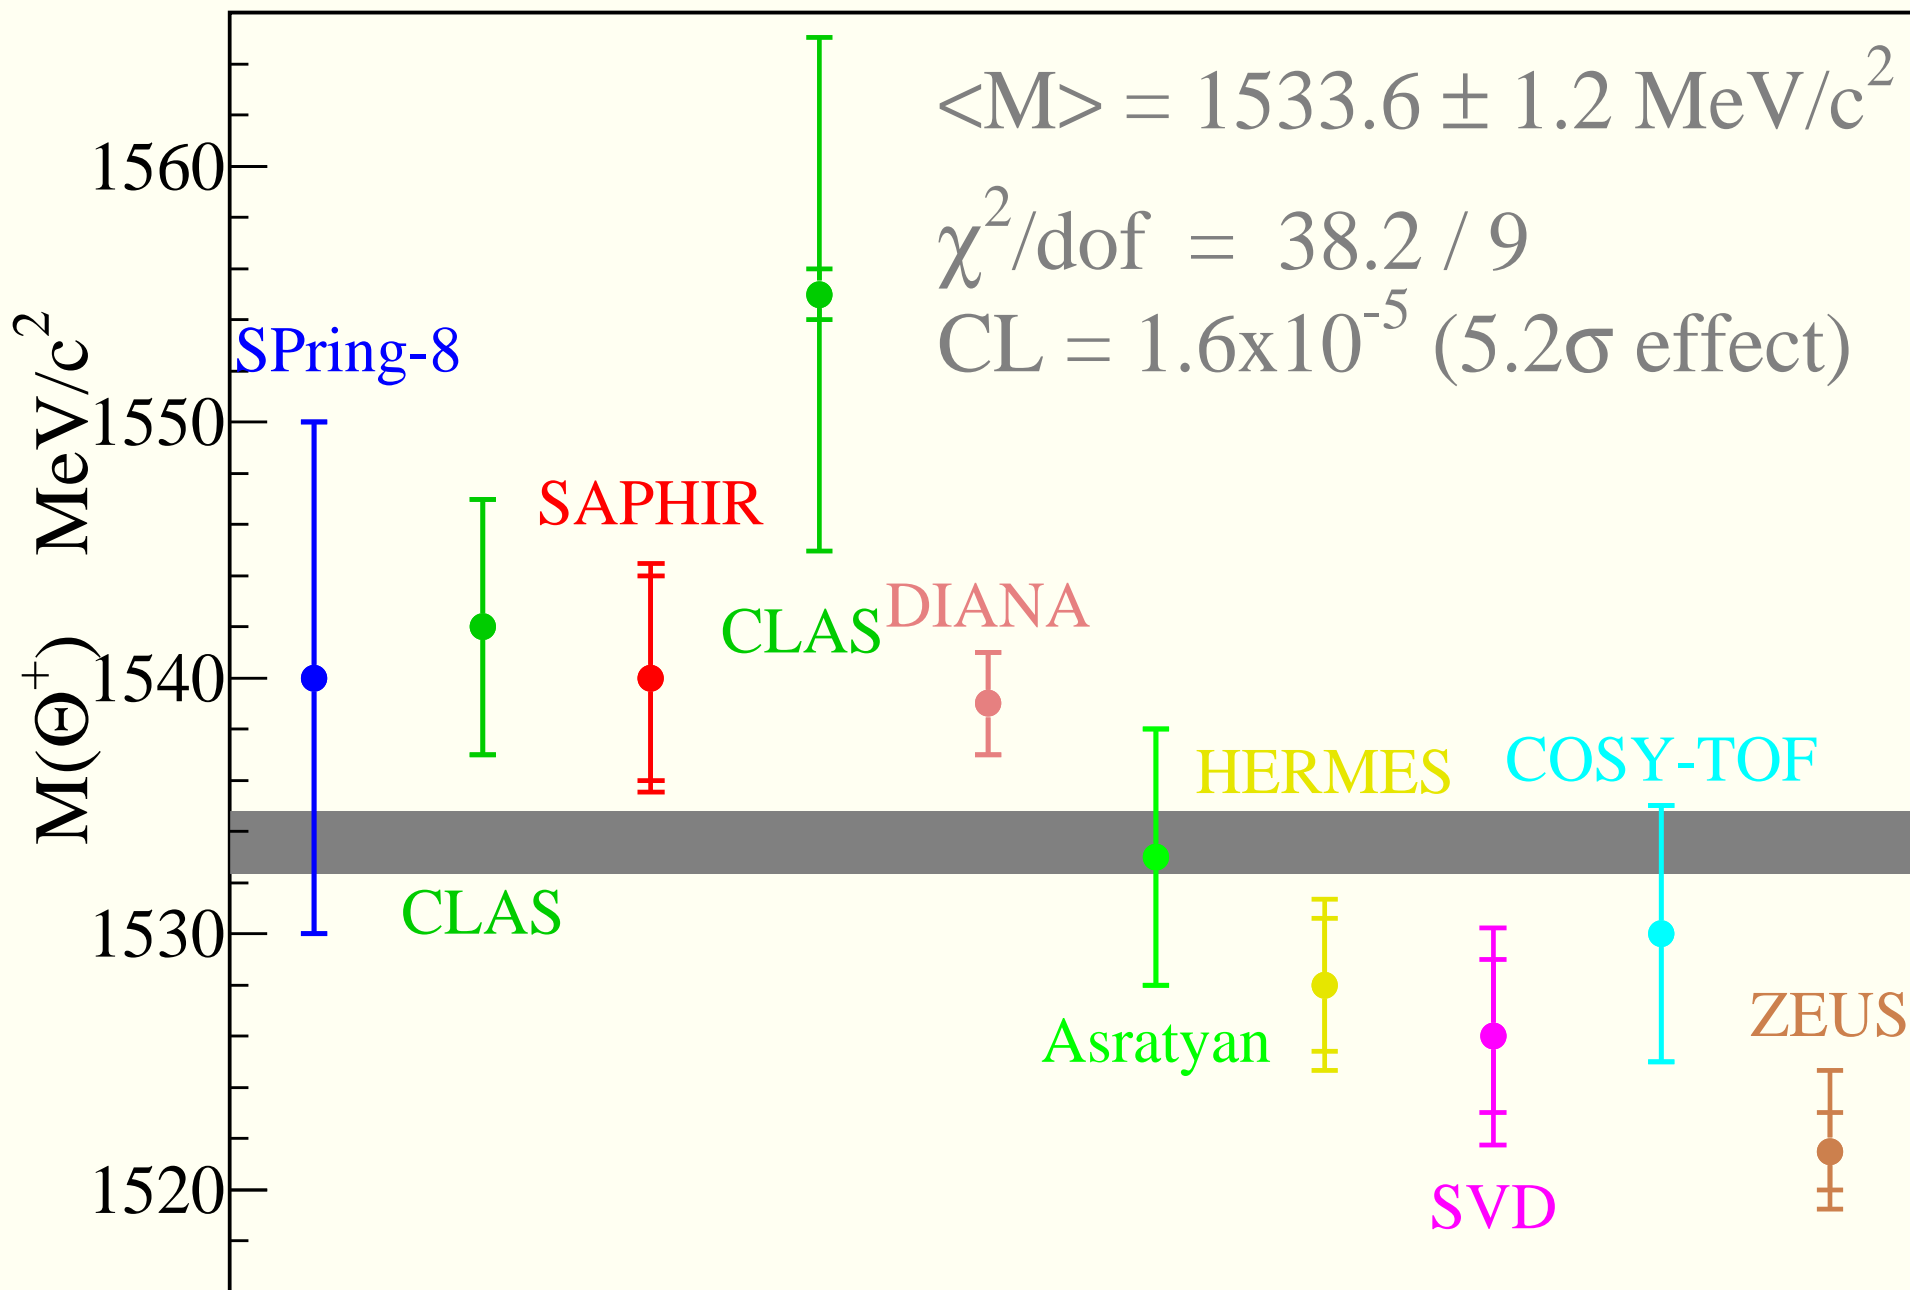 <M> = 1533.6 ± 1.2 MeV/c²
χ²/dof = 38.2 / 9
CL = 1.6x10⁻⁵ (5.2σ effect)
M(Θ⁺) MeV/c²
1560
1550
1540
1530
1520
SPring-8
CLAS
SAPHIR
CLAS
DIANA
Asratyan
HERMES
SVD
COSY-TOF
ZEUS